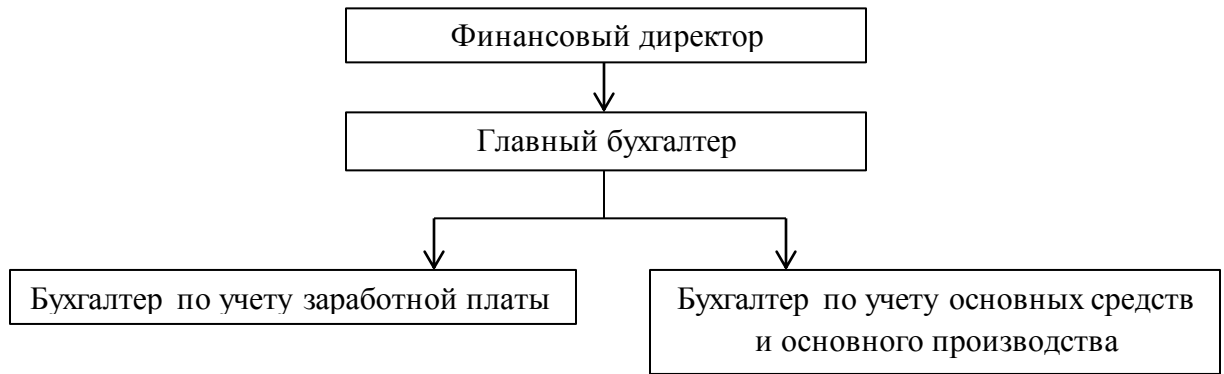 Финансовый директор
Главный бухгалтер
Бухгалтер по учету заработной платы
Бухгалтер по учету основных средств
и основного производства